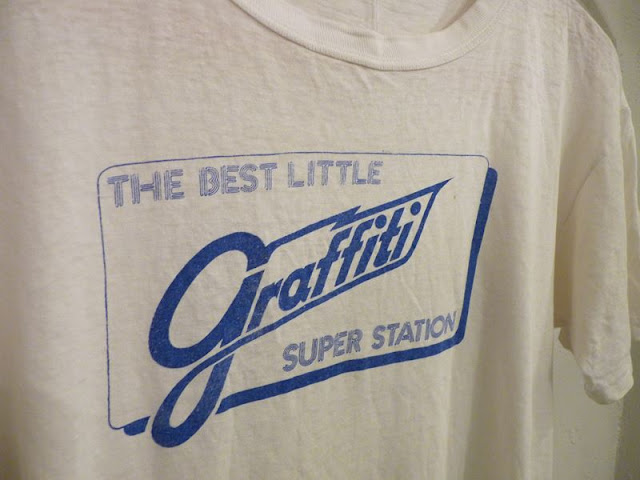 THE BEST LITTLE
graffiti
SUPER STATION